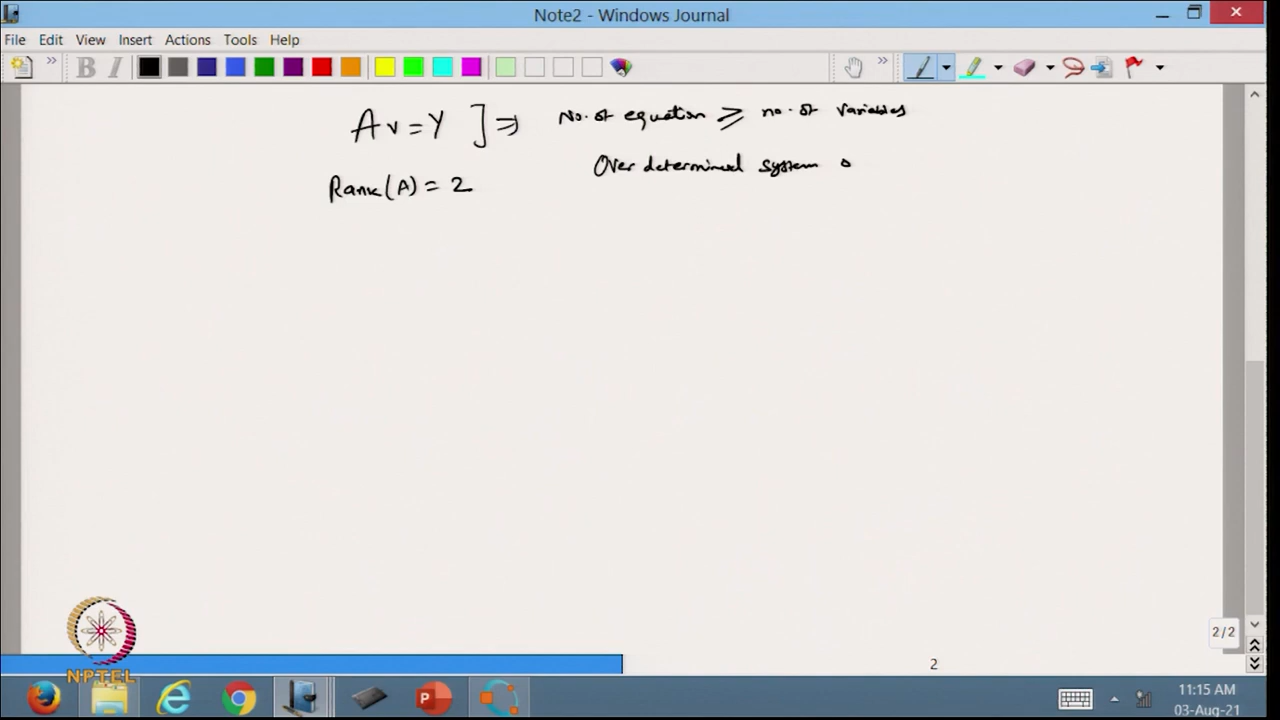 Note2 - Windows Journal
File Edit View Insert Actions Tools Help
B I
Av = Y ] ⇒ No. of equation ≥ no. of variables
Over determined system o
Rank(A) = 2
2/2
2
NPTEL
11:15 AM
03-Aug-21